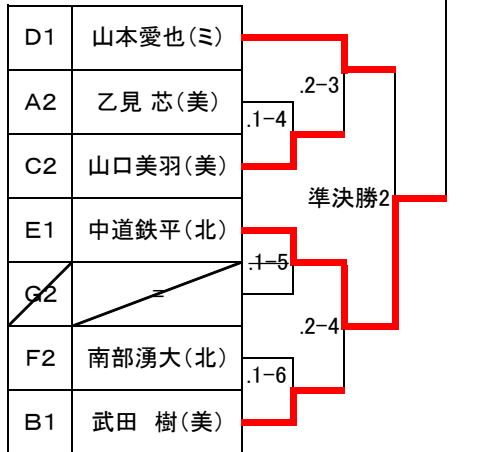 D1 山本愛也(ミ)
.2-3
A2 乙見 芯(美)
.1-4
C2 山口美羽(美)
準決勝2
E1 中道鉄平(北)
.1-5
G2 =
.2-4
F2 南部湧大(北)
.1-6
B1 武田 樹(美)